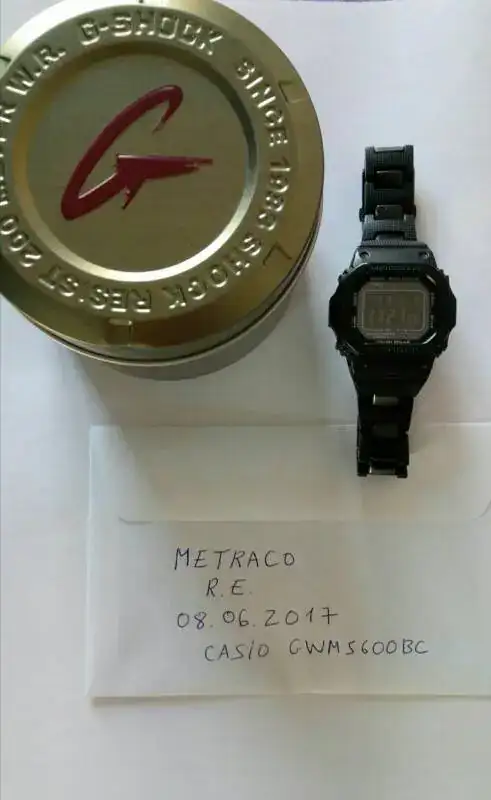 G-SHOCK SINCE 1983 SHOCK RESIST 200
W.R.
METRACO
R.E.
08.06.2017
CASIO GWM5600BC